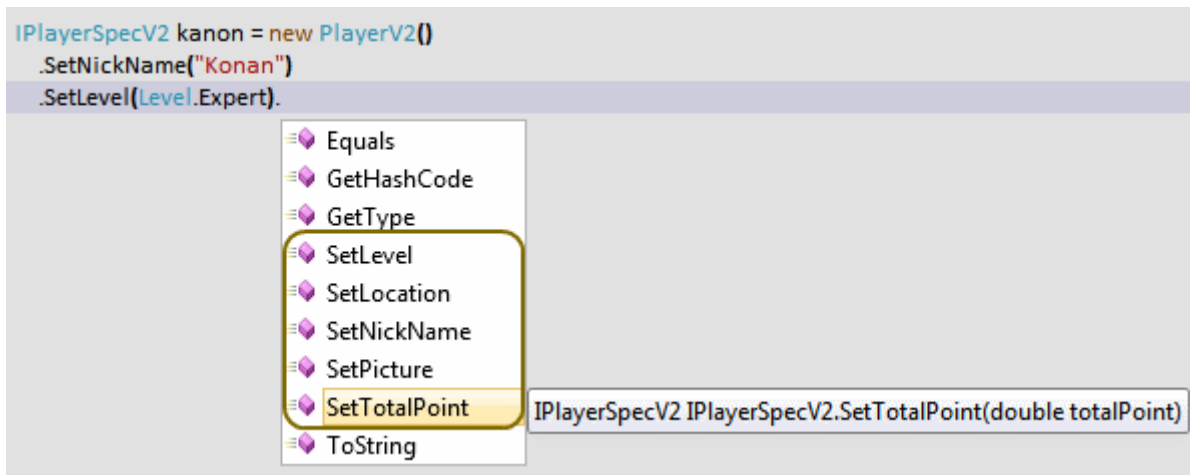 IPlayerSpecV2 kanon = new PlayerV2()
.SetNickName("Konan")
.SetLevel(Level.Expert).
Equals
GetHashCode
GetType
SetLevel
SetLocation
SetNickName
SetPicture
SetTotalPoint
IPlayerSpecV2 IPlayerSpecV2.SetTotalPoint(double totalPoint)
ToString